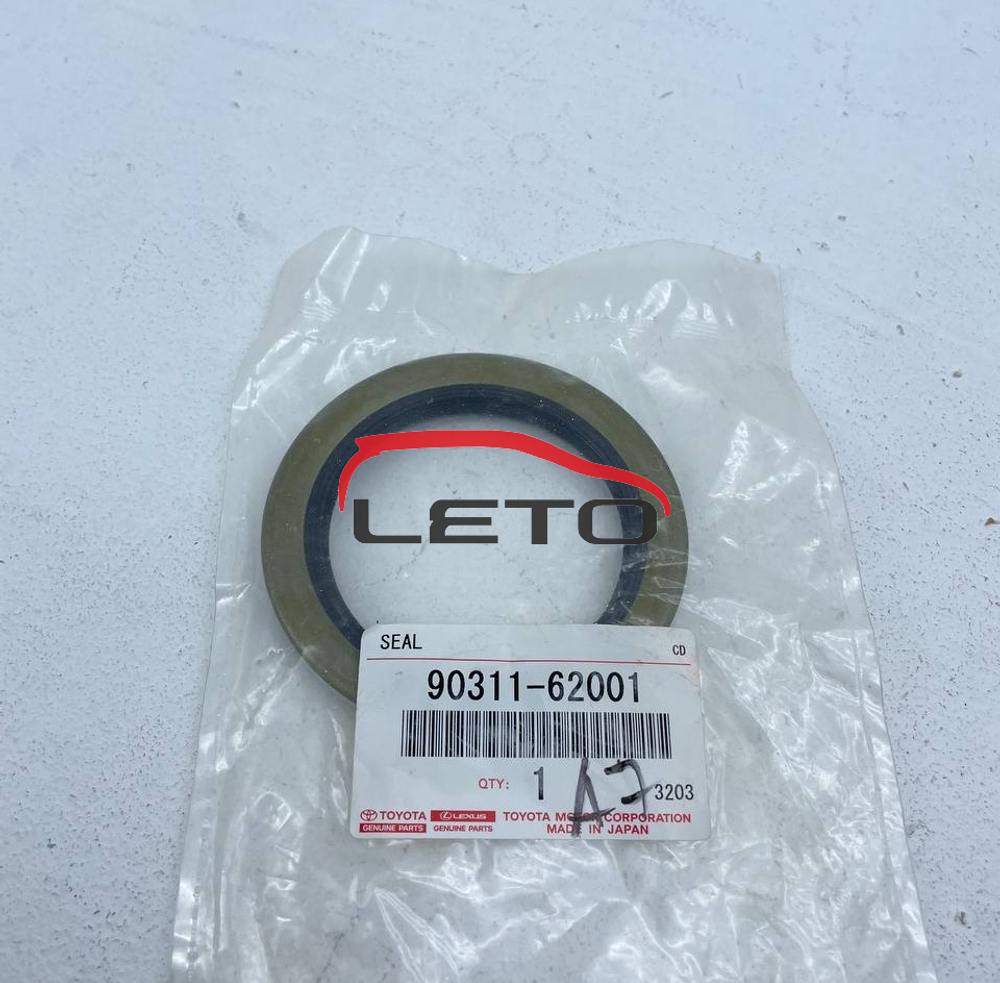 LETO
SEAL
CD
90311-62001
QTY: 1
3203
TOYOTA LEXUS TOYOTA MOTOR CORPORATION
GENUINE PARTS GENUINE PARTS MADE IN JAPAN